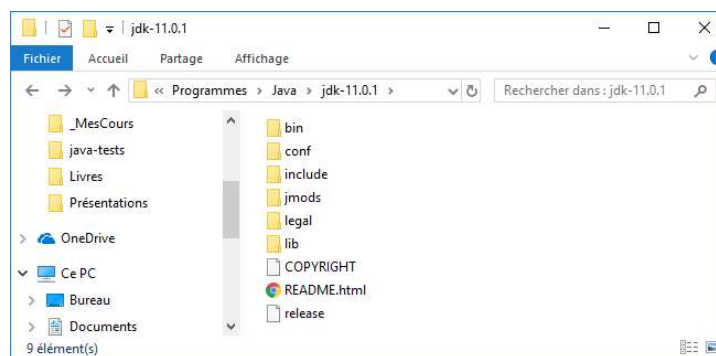 jdk-11.0.1
Fichier Accueil Partage Affichage
« Programmes > Java > jdk-11.0.1 > Rechercher dans : jdk-11.0.1
_MesCours
java-tests
Livres
Présentations
OneDrive
Ce PC
Bureau
Documents
bin
conf
include
jmods
legal
lib
COPYRIGHT
README.html
release
9 élément(s)